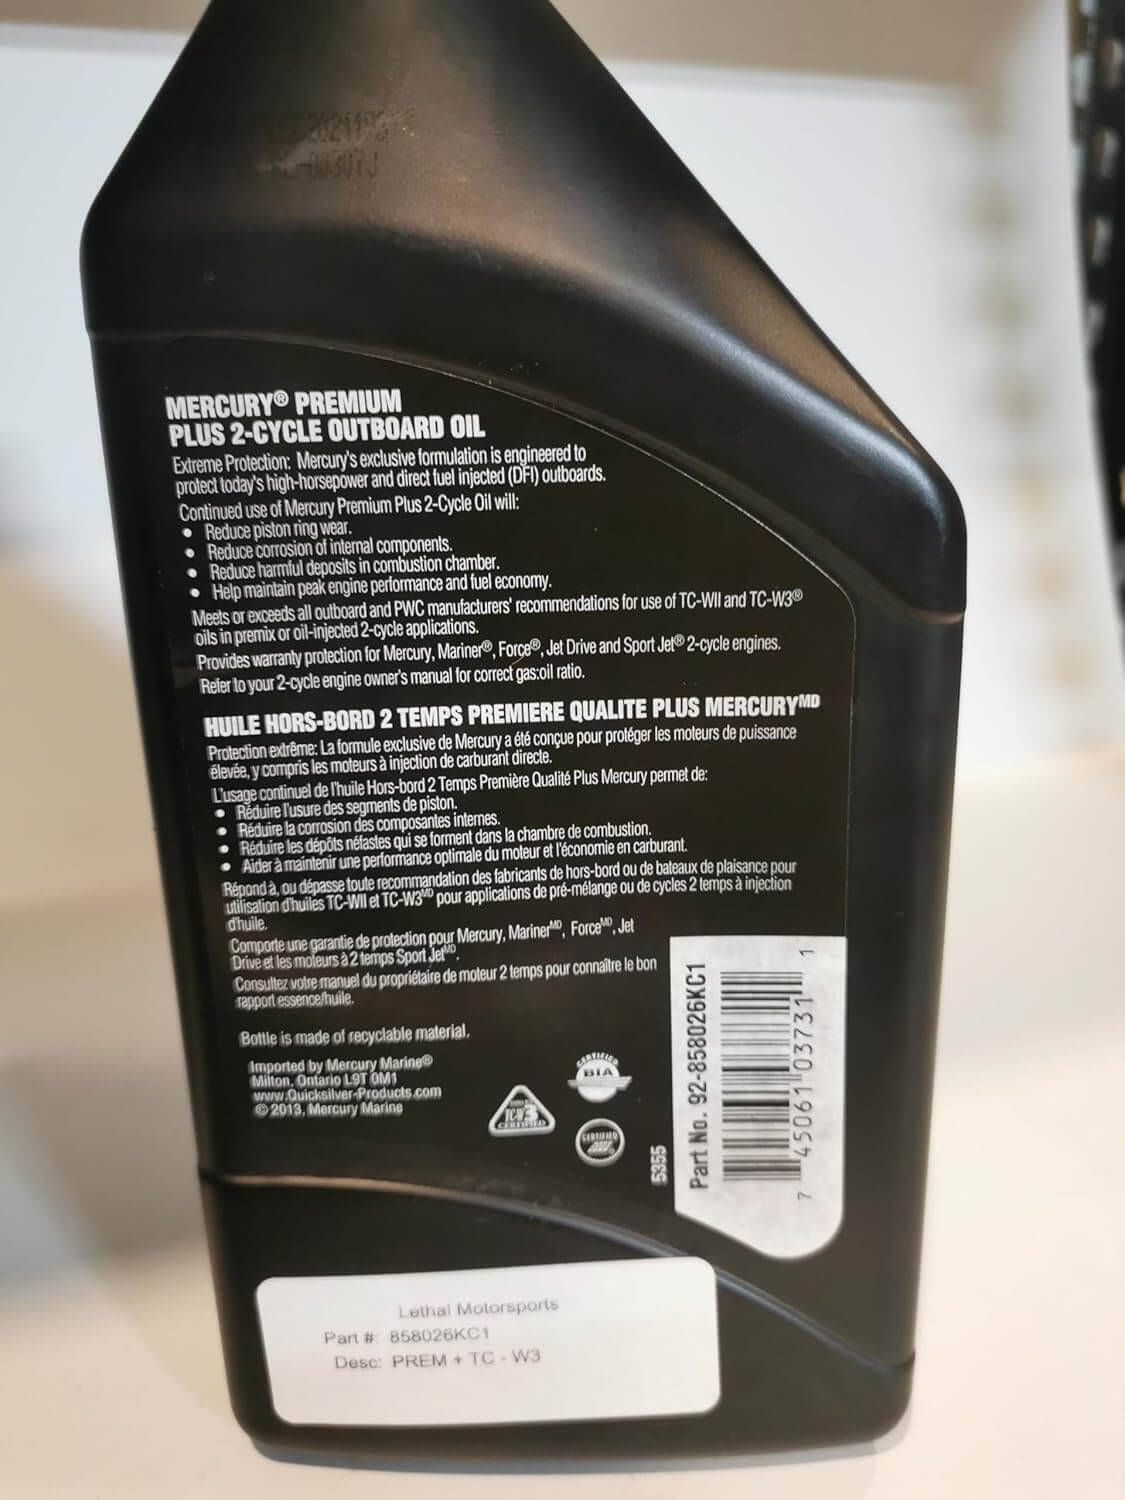 MERCURY® PREMIUM
PLUS 2-CYCLE OUTBOARD OIL
Extreme Protection: Mercury's exclusive formulation is engineered to
protect today's high-horsepower and direct fuel injected (DFI) outboards.
Continued use of Mercury Premium Plus 2-Cycle Oil will:
• Reduce piston ring wear.
• Reduce corrosion of internal components.
• Reduce harmful deposits in combustion chamber.
• Help maintain peak engine performance and fuel economy.
Meets or exceeds all outboard and PWC manufacturers' recommendations for use of TC-WII and TC-W3®
oils in premix or oil-injected 2-cycle applications.
Provides warranty protection for Mercury, Mariner®, Force®, Jet Drive and Sport Jet® 2-cycle engines.
Refer to your 2-cycle engine owner's manual for correct gas:oil ratio.
HUILE HORS-BORD 2 TEMPS PREMIERE QUALITE PLUS MERCURYMD
Protection extrême: La formule exclusive de Mercury a été conçue pour protéger les moteurs de puissance
élevée, y compris les moteurs à injection de carburant directe.
L'usage continuel de l'huile Hors-bord 2 Temps Première Qualité Plus Mercury permet de:
• Réduire l'usure des segments de piston.
• Réduire la corrosion des composantes internes.
• Réduire les dépôts néfastes qui se forment dans la chambre de combustion.
• Aider à maintenir une performance optimale du moteur et l'économie en carburant.
Répond à, ou dépasse toute recommandation des fabricants de hors-bord ou de bateaux de plaisance pour
utilisation d'huiles TC-WII et TC-W3MD pour applications de pré-mélange ou de cycles 2 temps à injection
d'huile.
Comporte une garantie de protection pour Mercury, MarinerMD, ForceMD, Jet
Drive et les moteurs à 2 temps Sport JetMD.
Consultez votre manuel du propriétaire de moteur 2 temps pour connaître le bon
rapport essence/huile.
Bottle is made of recyclable material.
Imported by Mercury Marine®
Milton, Ontario L9T 0M1
www.Quicksilver-Products.com
© 2013, Mercury Marine
TC-W3
CERTIFIED
CERTIFIED
BIA
CERTIFIED
5355
Part No. 92-858026KC1
7 45061 03731 1
Lethal Motorsports
Part #: 858026KC1
Desc: PREM + TC - W3